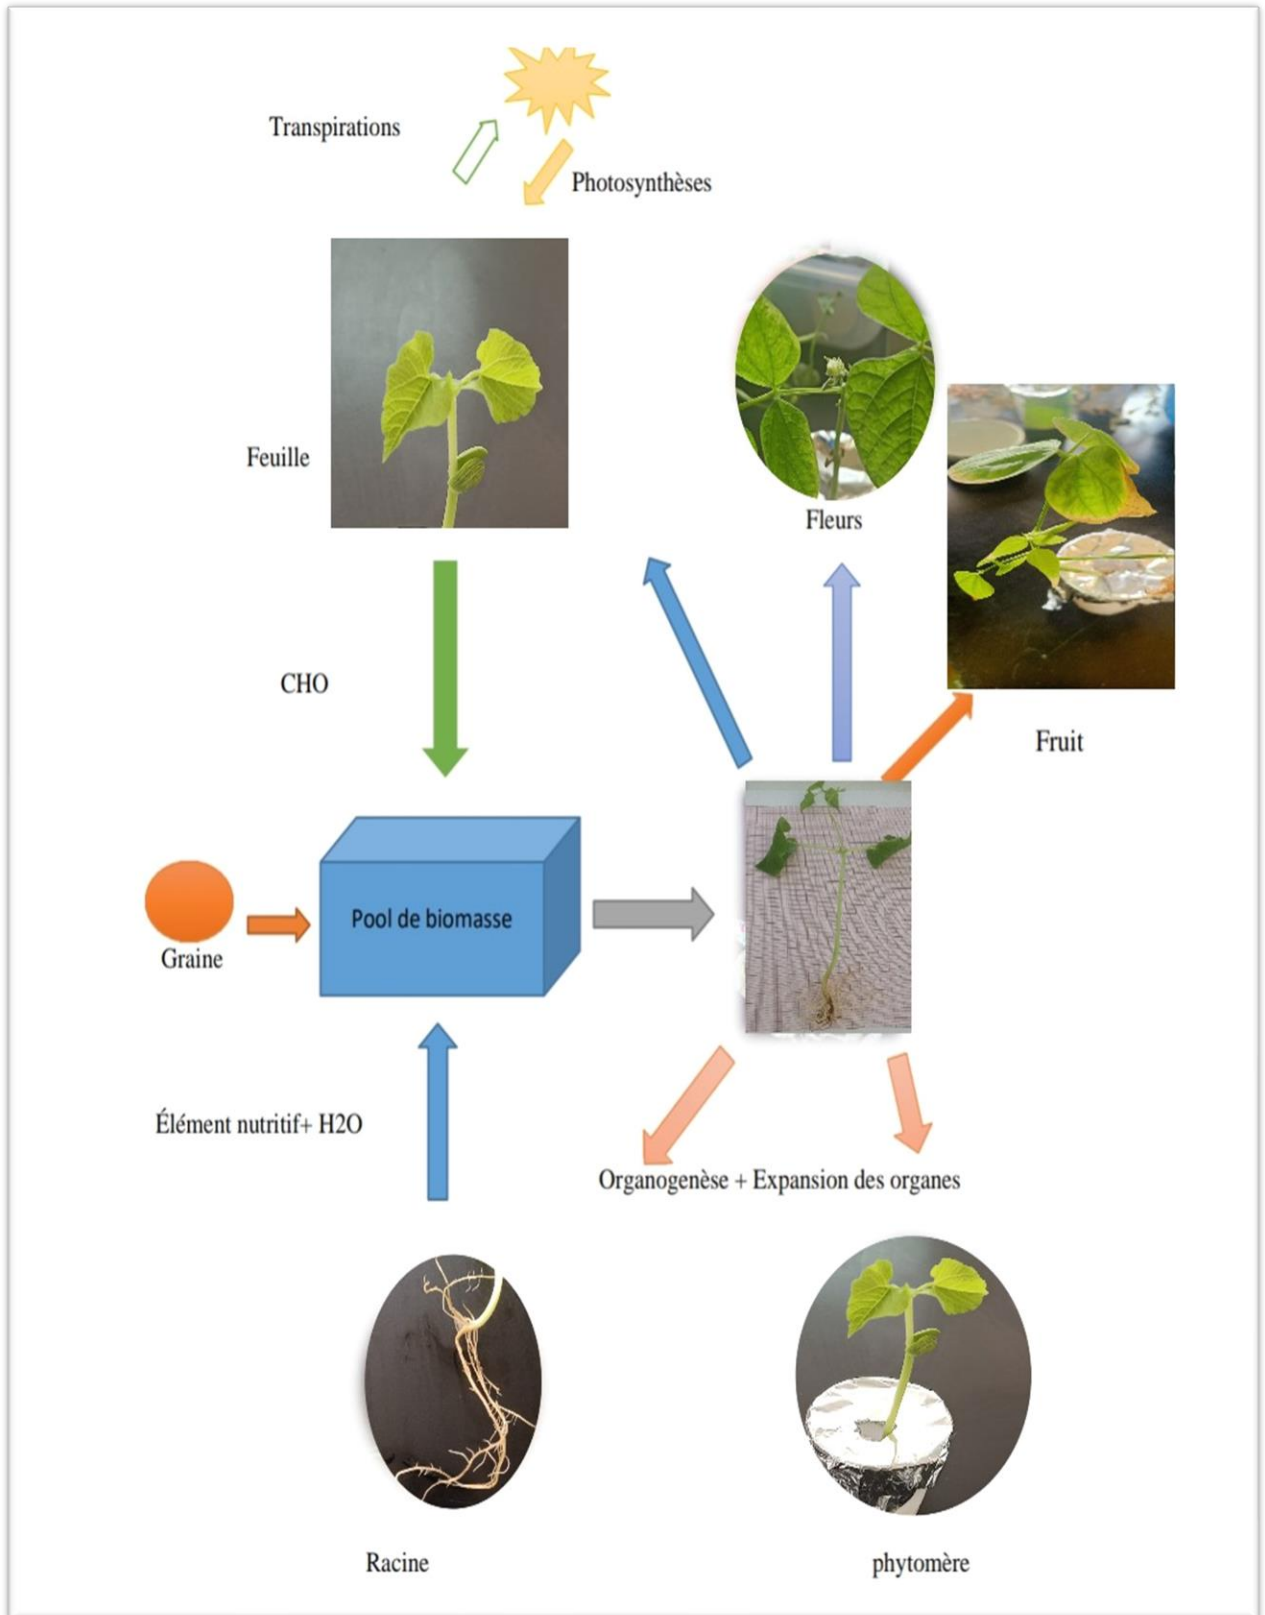 Transpirations
Photosynthèses
Feuille
Fleurs
CHO
Fruit
Pool de biomasse
Graine
Élément nutritif+ H2O
Organogenèse + Expansion des organes
Racine
phytomère